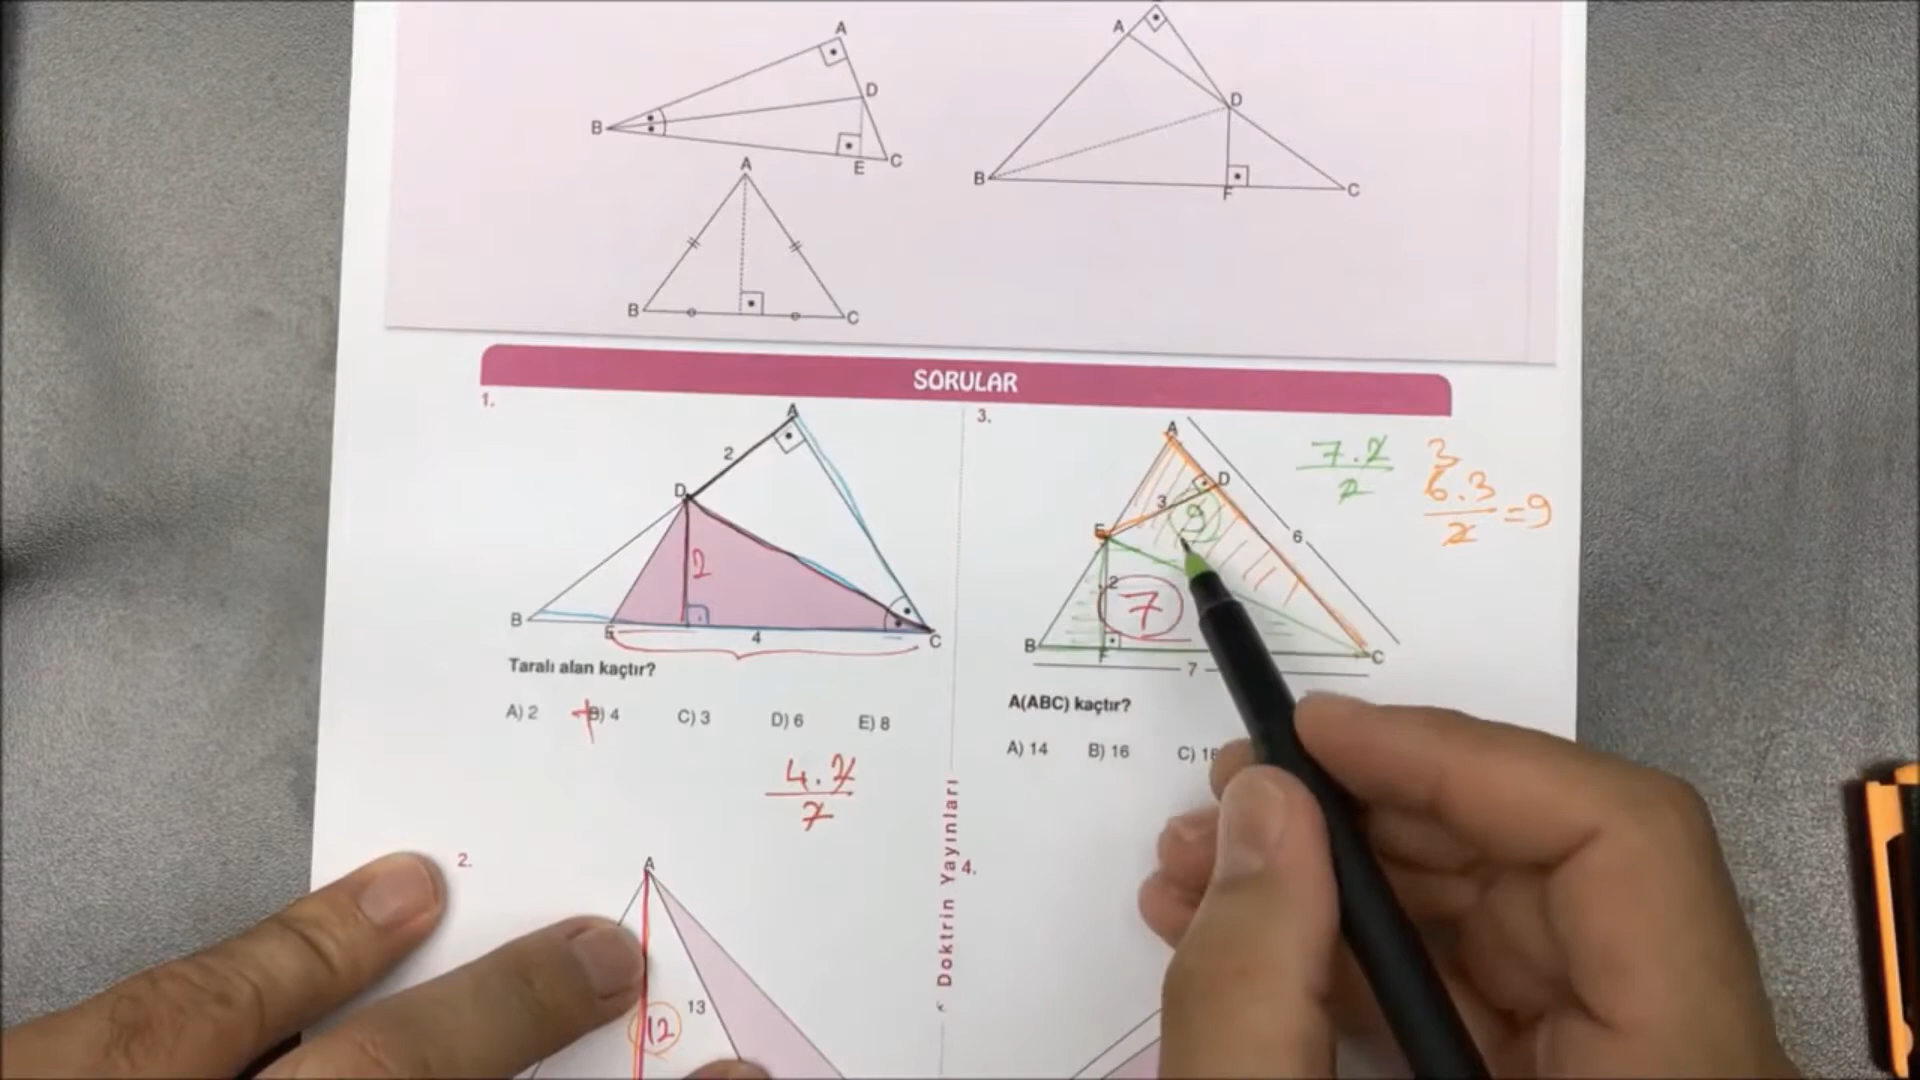 A
D
B
E
C
A
D
B
F
C
A
B
C
SORULAR
1.
A
2
D
2
B
E
4
C
Taralı alan kaçtır?
A) 2 B) 4 C) 3 D) 6 E) 8
4.2
2.
A
13
12
3.
A
D
3
9
E
6
2
7
B
F
C
7
7.2
2
3
6.3
2
=9
A(ABC) kaçtır?
A) 14 B) 16
Doktrin Yayınları
4.